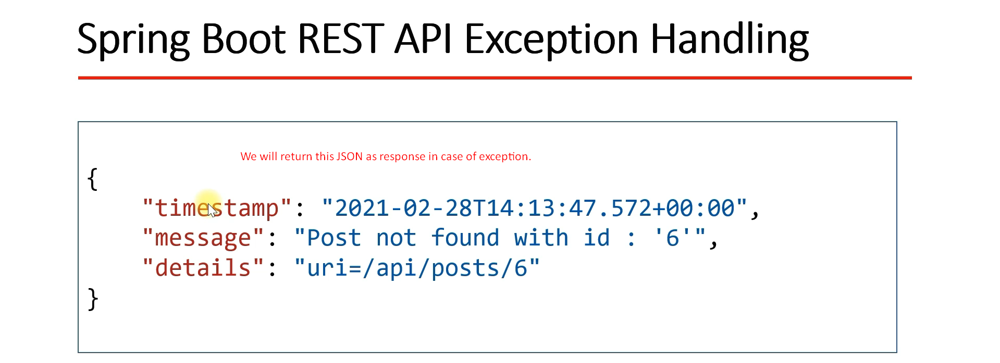 Spring Boot REST API Exception Handling
We will return this JSON as response in case of exception.
{
"timestamp": "2021-02-28T14:13:47.572+00:00",
"message": "Post not found with id : '6'",
"details": "uri=/api/posts/6"
}